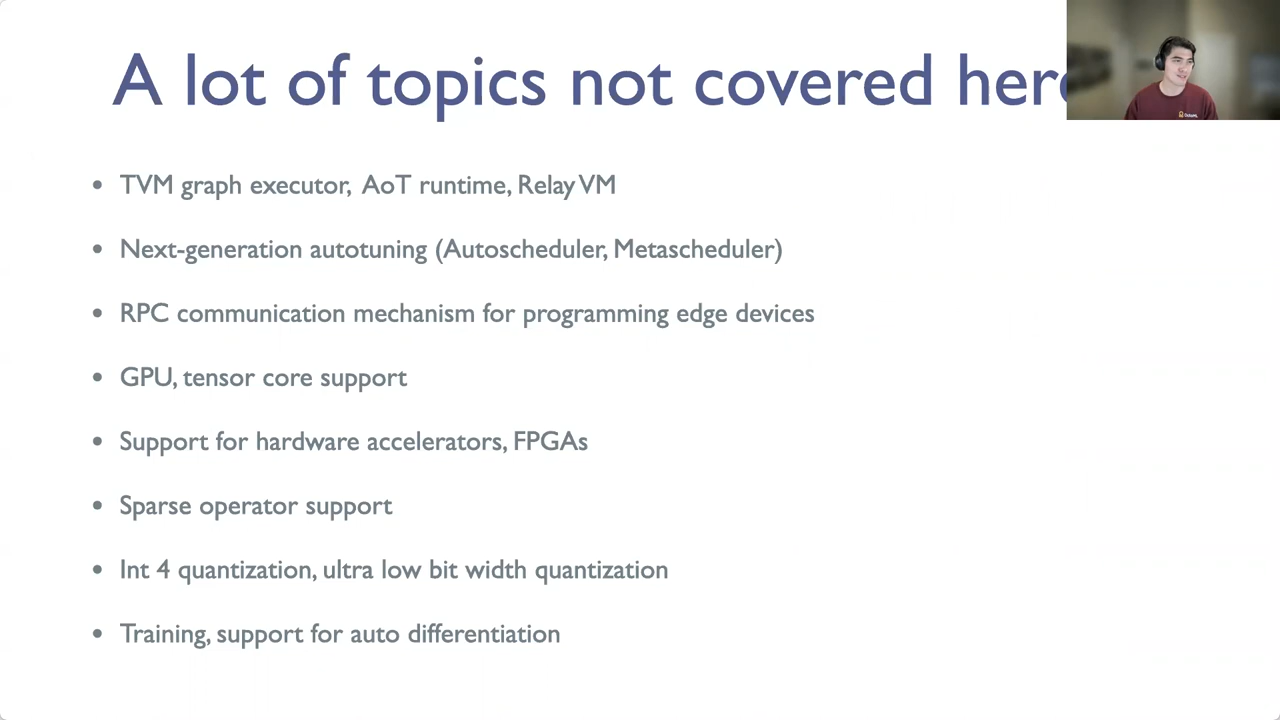 A lot of topics not covered here
• TVM graph executor, AoT runtime, Relay VM
• Next-generation autotuning (Autoscheduler, Metascheduler)
• RPC communication mechanism for programming edge devices
• GPU, tensor core support
• Support for hardware accelerators, FPGAs
• Sparse operator support
• Int 4 quantization, ultra low bit width quantization
• Training, support for auto differentiation